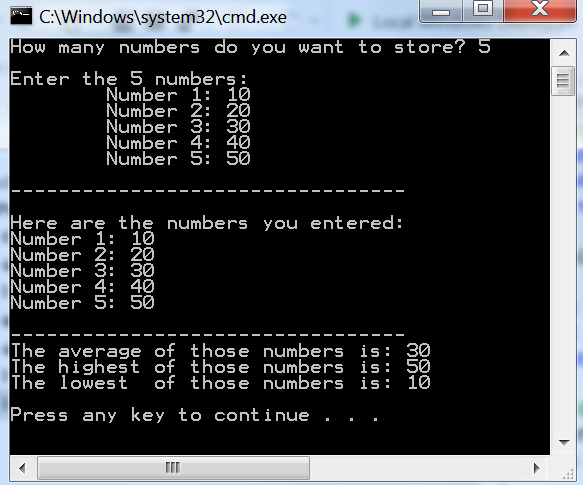 C:\Windows\system32\cmd.exe
Local
How many numbers do you want to store? 5
Enter the 5 numbers:
Number 1: 10
Number 2: 20
Number 3: 30
Number 4: 40
Number 5: 50
---------------------------------
Here are the numbers you entered:
Number 1: 10
Number 2: 20
Number 3: 30
Number 4: 40
Number 5: 50
---------------------------------
The average of those numbers is: 30
The highest of those numbers is: 50
The lowest  of those numbers is: 10
Press any key to continue . . .